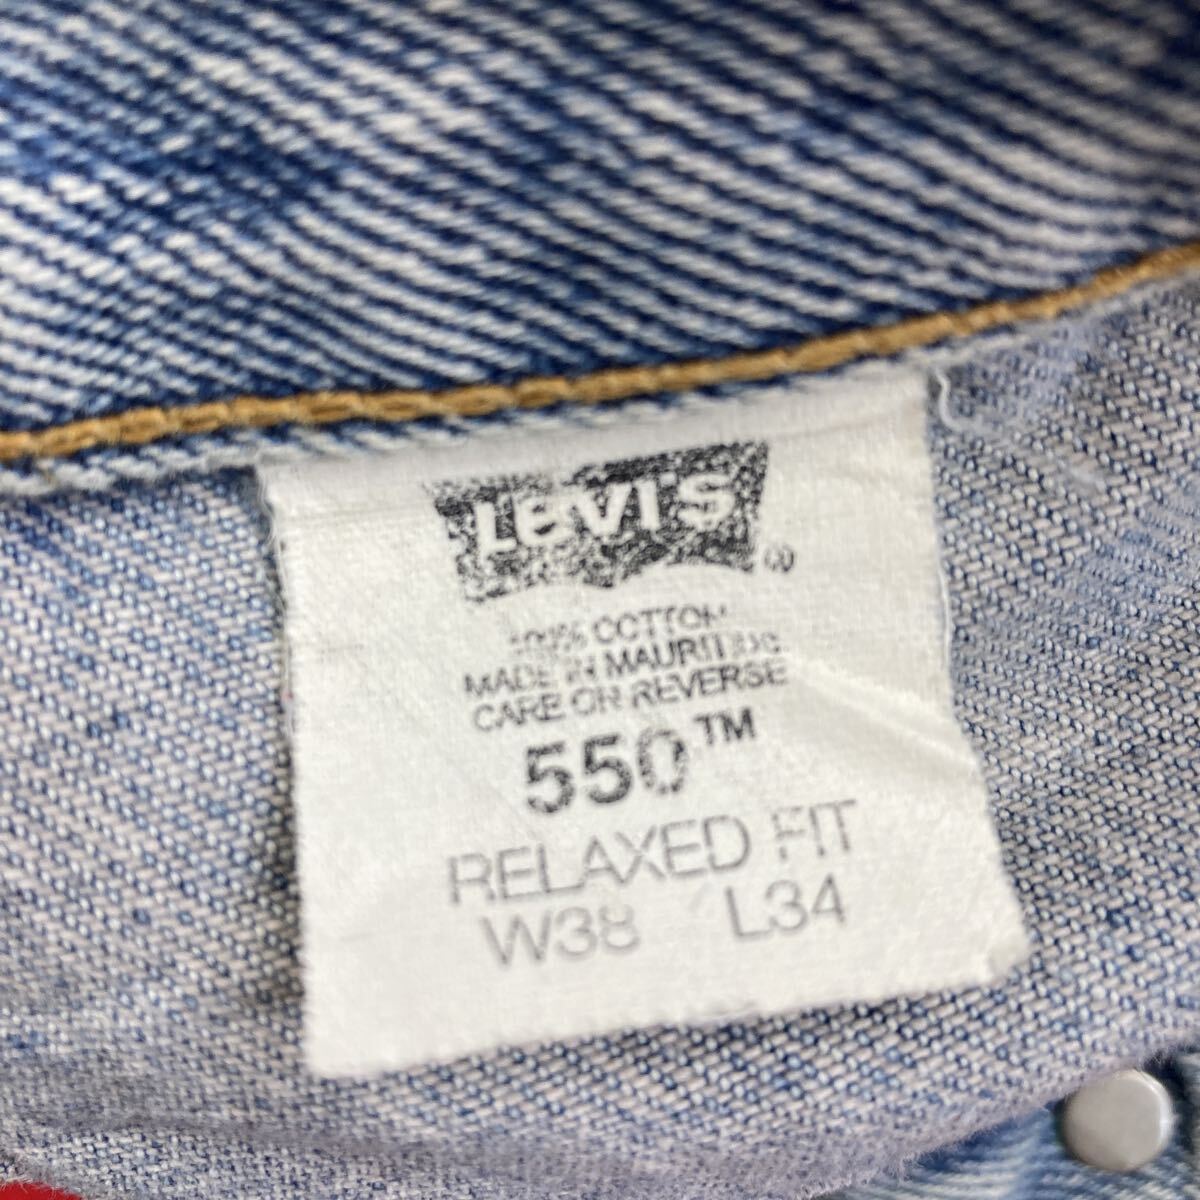 LEVI'S ®
100% COTTON
MADE IN MAURITIUS
CARE ON REVERSE
550™
RELAXED FIT
W38 L34